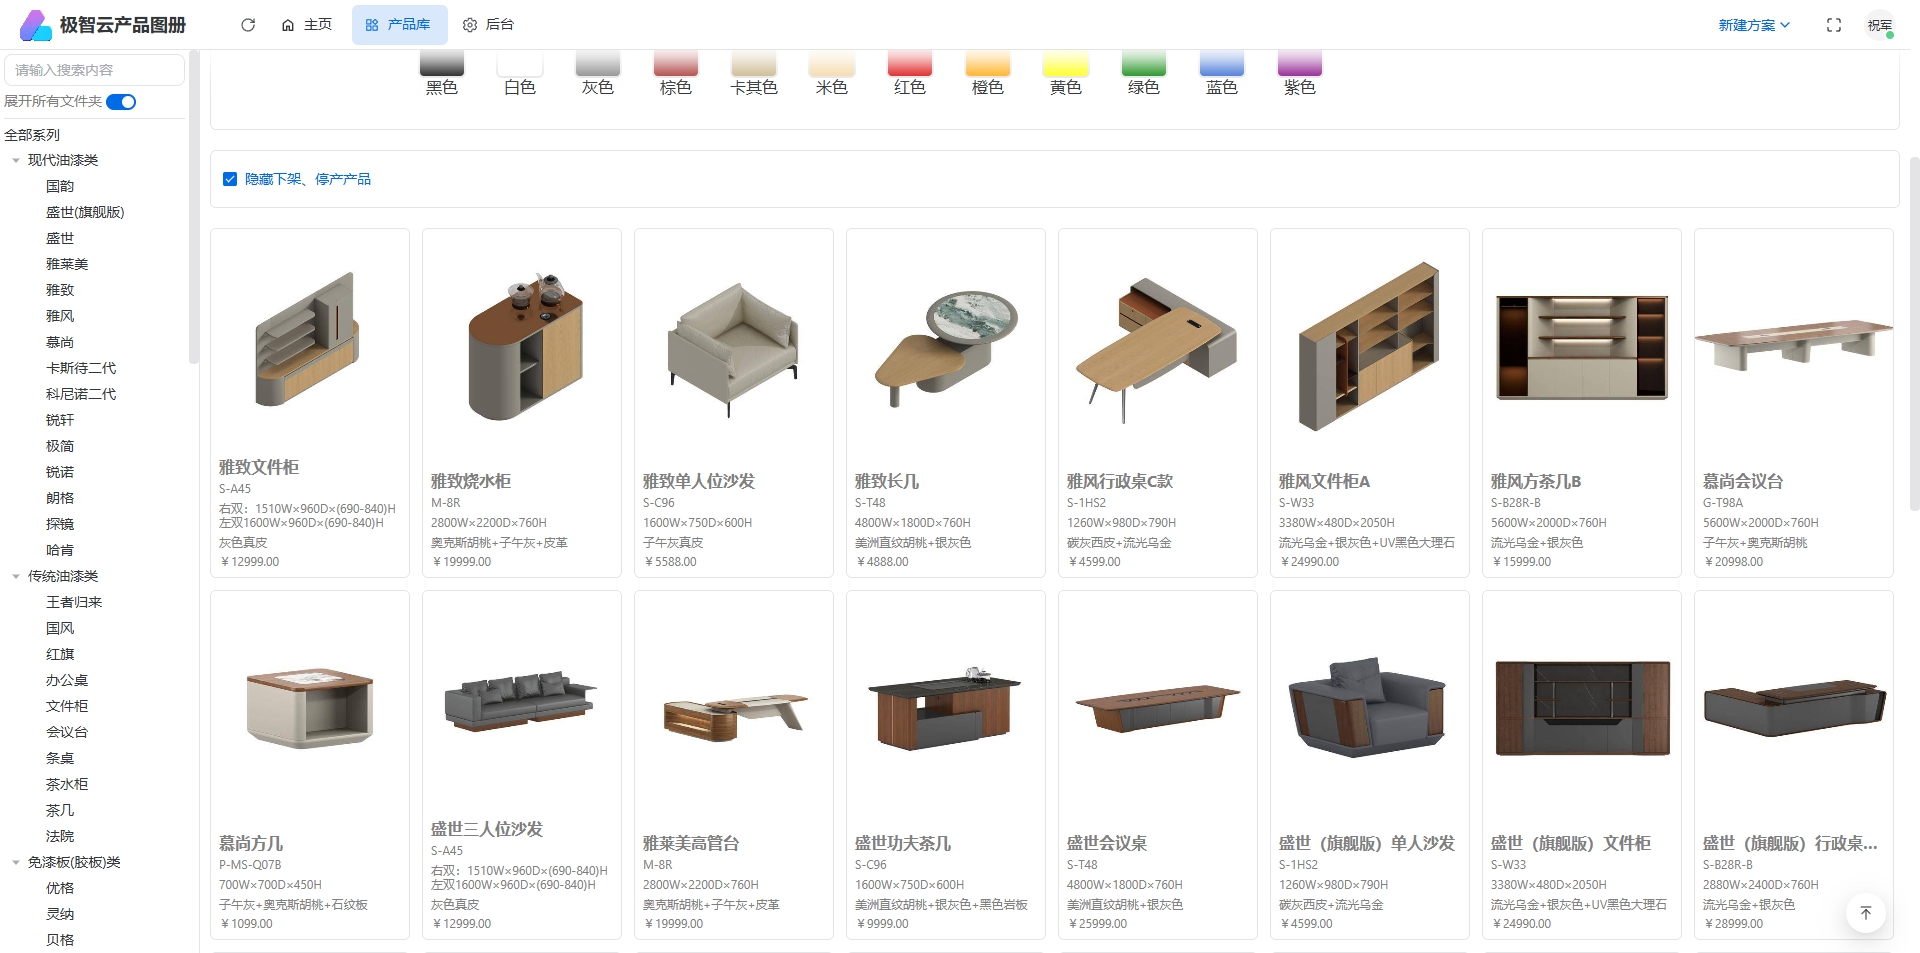 极智云产品图册
主页
产品库
后台
新建方案
祝军
请输入搜索内容
展开所有文件夹
全部系列
现代油漆类
国韵
盛世(旗舰版)
盛世
雅莱美
雅致
雅风
慕尚
卡斯待二代
科尼诺二代
锐轩
极简
锐诺
朗格
探镜
哈肯
传统油漆类
王者归来
国风
红旗
办公桌
文件柜
会议台
条桌
茶水柜
茶几
法院
免漆板(胶板)类
优格
灵纳
贝格
黑色
白色
灰色
棕色
卡其色
米色
红色
橙色
黄色
绿色
蓝色
紫色
隐藏下架、停产产品
雅致文件柜
S-A45
右双：1510W×960D×(690-840)H
左双1600W×960D×(690-840)H
灰色真皮
￥12999.00
雅致烧水柜
M-8R
2800W×2200D×760H
奥克斯胡桃+子午灰+皮革
￥19999.00
雅致单人位沙发
S-C96
1600W×750D×600H
子午灰真皮
￥5588.00
雅致长几
S-T48
4800W×1800D×760H
美洲直纹胡桃+银灰色
￥4888.00
雅风行政桌C款
S-1HS2
1260W×980D×790H
碳灰西皮+流光乌金
￥4599.00
雅风文件柜A
S-W33
3380W×480D×2050H
流光乌金+银灰色+UV黑色大理石
￥24990.00
雅风方茶几B
S-B28R-B
5600W×2000D×760H
流光乌金+银灰色
￥15999.00
慕尚会议台
G-T98A
5600W×2000D×760H
子午灰+奥克斯胡桃
￥20998.00
慕尚方几
P-MS-Q07B
700W×700D×450H
子午灰+奥克斯胡桃+石纹板
￥1099.00
盛世三人位沙发
S-A45
右双：1510W×960D×(690-840)H
左双1600W×960D×(690-840)H
灰色真皮
￥12999.00
雅莱美高管台
M-8R
2800W×2200D×760H
奥克斯胡桃+子午灰+皮革
￥19999.00
盛世功夫茶几
S-C96
1600W×750D×600H
美洲直纹胡桃+银灰色+黑色岩板
￥9999.00
盛世会议桌
S-T48
4800W×1800D×760H
美洲直纹胡桃+银灰色
￥25999.00
盛世（旗舰版）单人沙发
S-1HS2
1260W×980D×790H
碳灰西皮+流光乌金
￥4599.00
盛世（旗舰版）文件柜
S-W33
3380W×480D×2050H
流光乌金+银灰色+UV黑色大理石
￥24990.00
盛世（旗舰版）行政桌...
S-B28R-B
2880W×2400D×760H
流光乌金+银灰色
￥28999.00